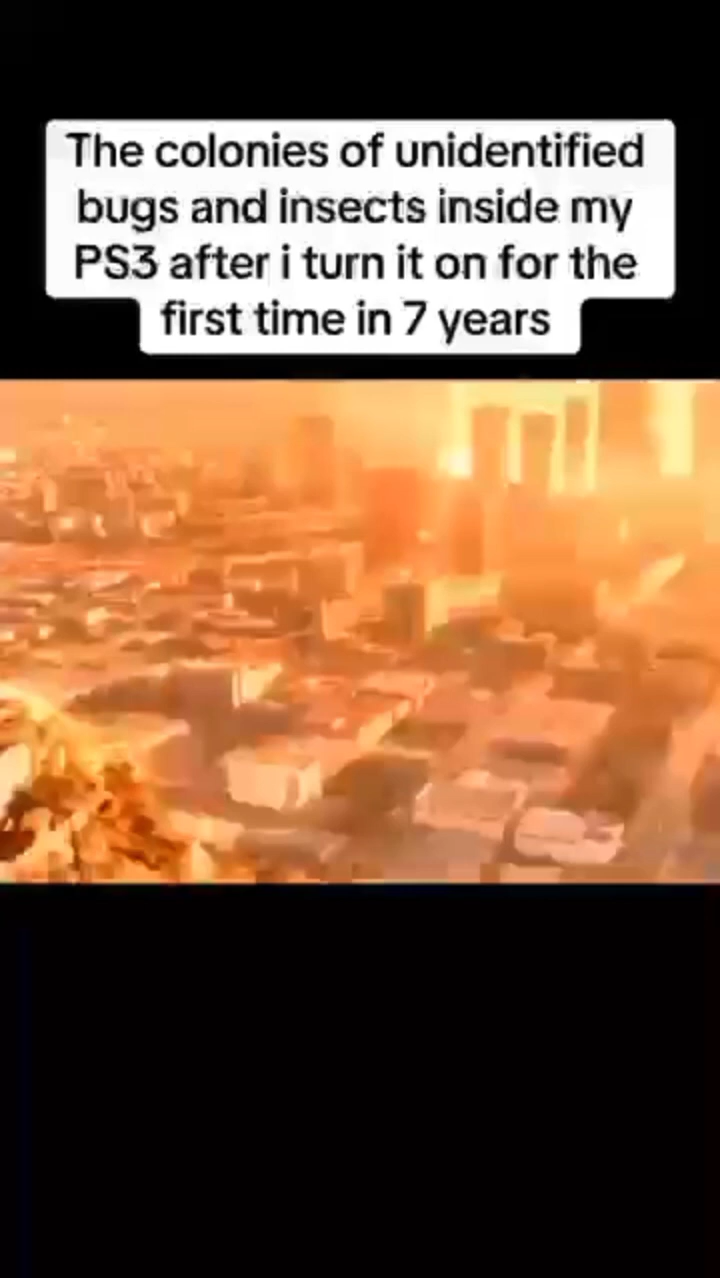 The colonies of unidentified
bugs and insects inside my
PS3 after i turn it on for the
first time in 7 years